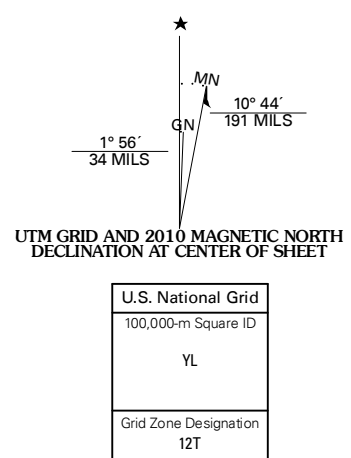 ★
MN
GN
10° 44´
191 MILS
1° 56´
34 MILS
UTM GRID AND 2010 MAGNETIC NORTH
DECLINATION AT CENTER OF SHEET
U.S. National Grid
100,000-m Square ID
YL
Grid Zone Designation
12T